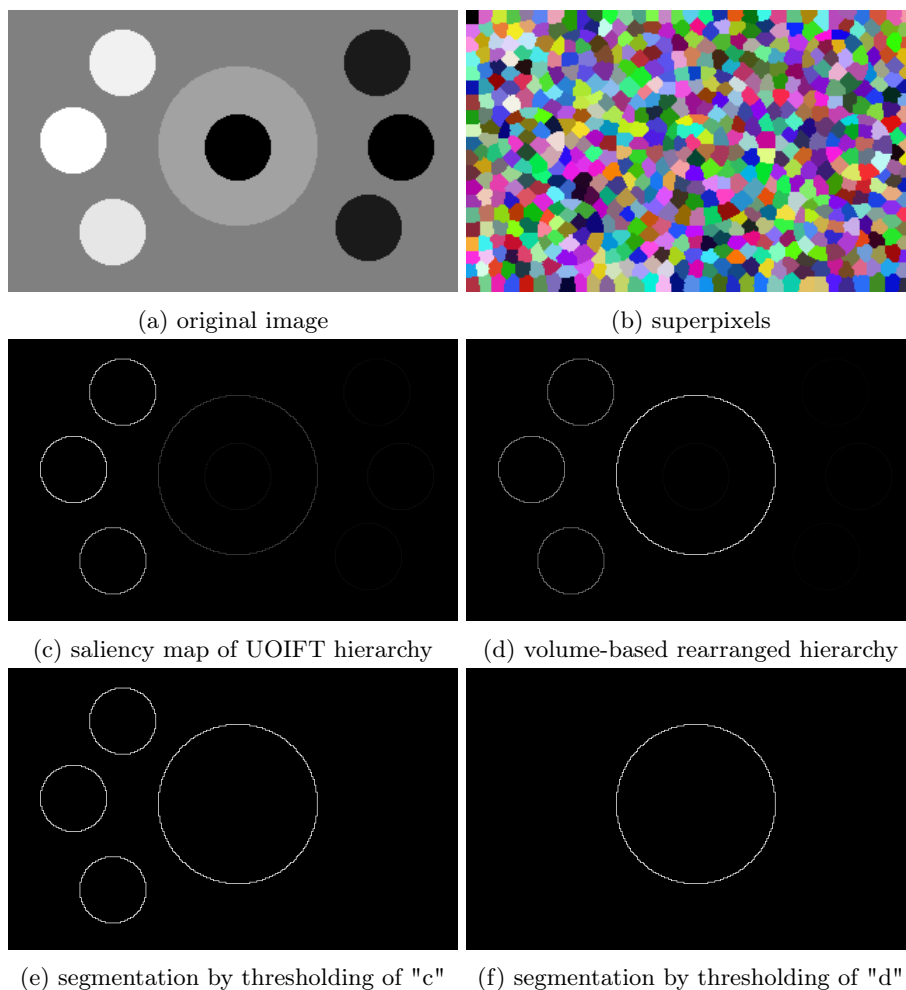 (a) original image
(b) superpixels
(c) saliency map of UOIFT hierarchy
(d) volume-based rearranged hierarchy
(e) segmentation by thresholding of "c"
(f) segmentation by thresholding of "d"